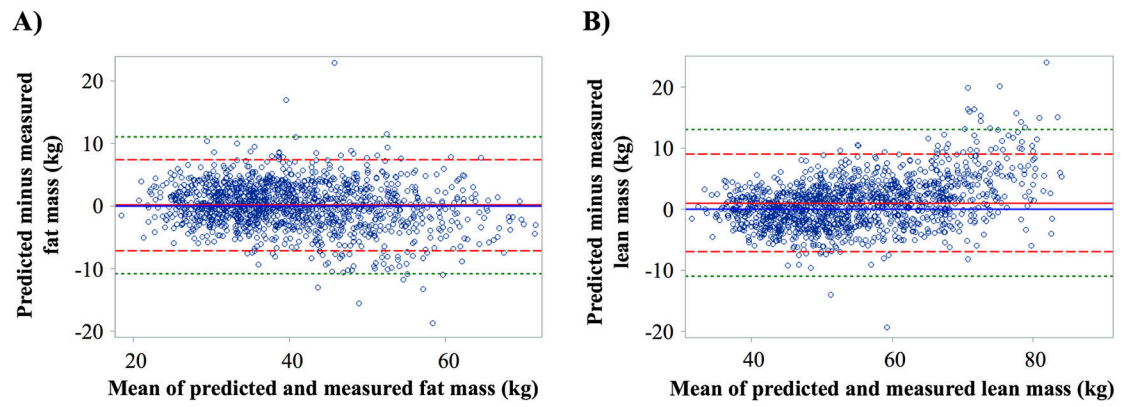 A)
B)
Predicted minus measured
fat mass (kg)
20
10
0
-10
-20
20
40
60
Mean of predicted and measured fat mass (kg)
Predicted minus measured
lean mass (kg)
20
10
0
-10
-20
40
60
80
Mean of predicted and measured lean mass (kg)